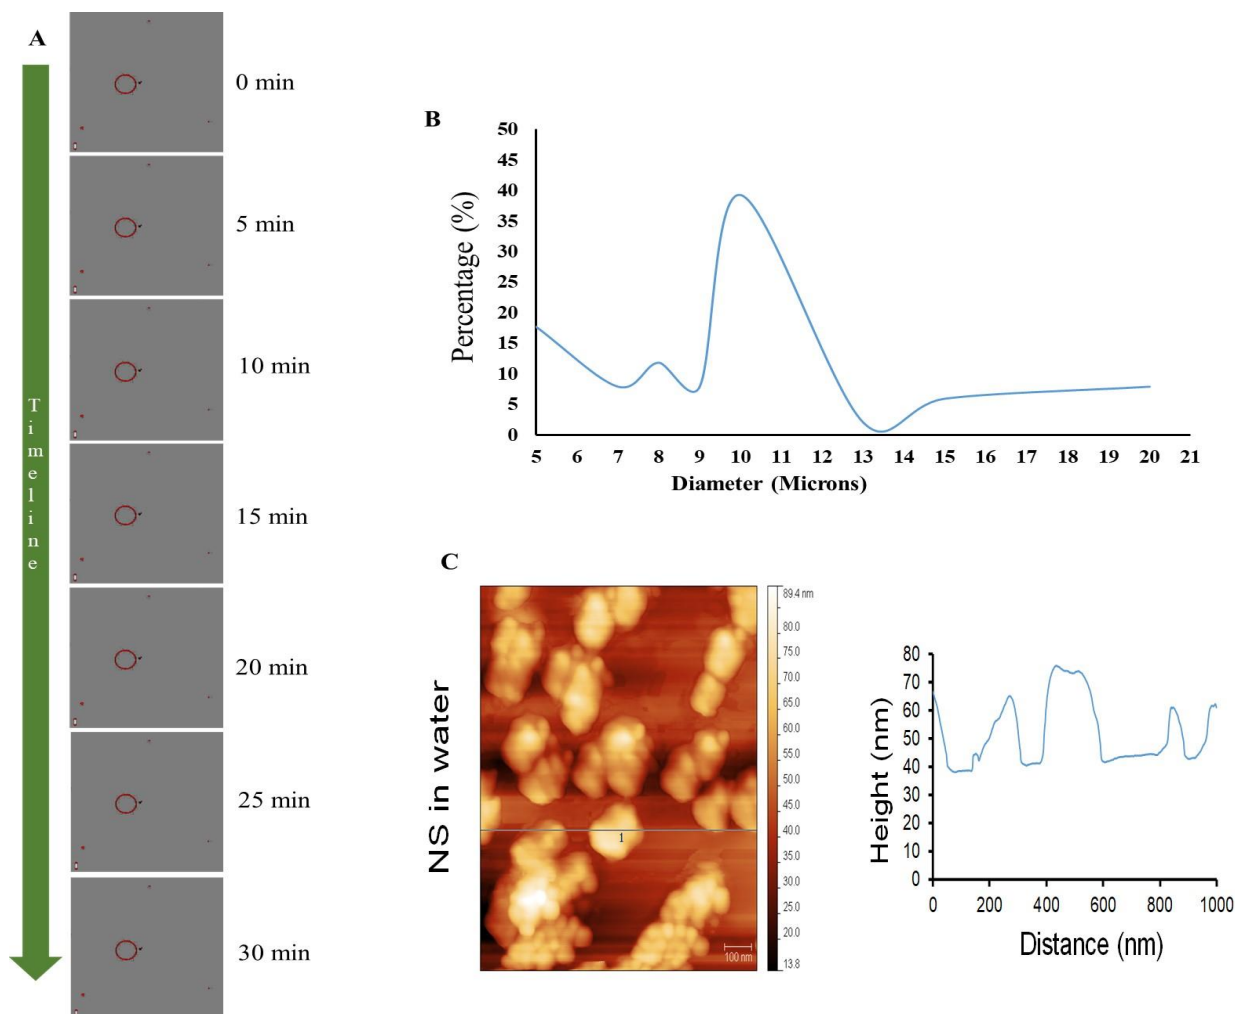 A
Timeline
0 min
5 min
10 min
15 min
20 min
25 min
30 min
B
Percentage (%)
50
45
40
35
30
25
20
15
10
5
0
5 6 7 8 9 10 11 12 13 14 15 16 17 18 19 20 21
Diameter (Microns)
C
NS in water
1
100 nm
89.4 nm
80.0
75.0
70.0
65.0
60.0
55.0
50.0
45.0
40.0
35.0
30.0
25.0
20.0
13.8
Height (nm)
80
70
60
50
40
30
20
10
0
0 200 400 600 800 1000
Distance (nm)